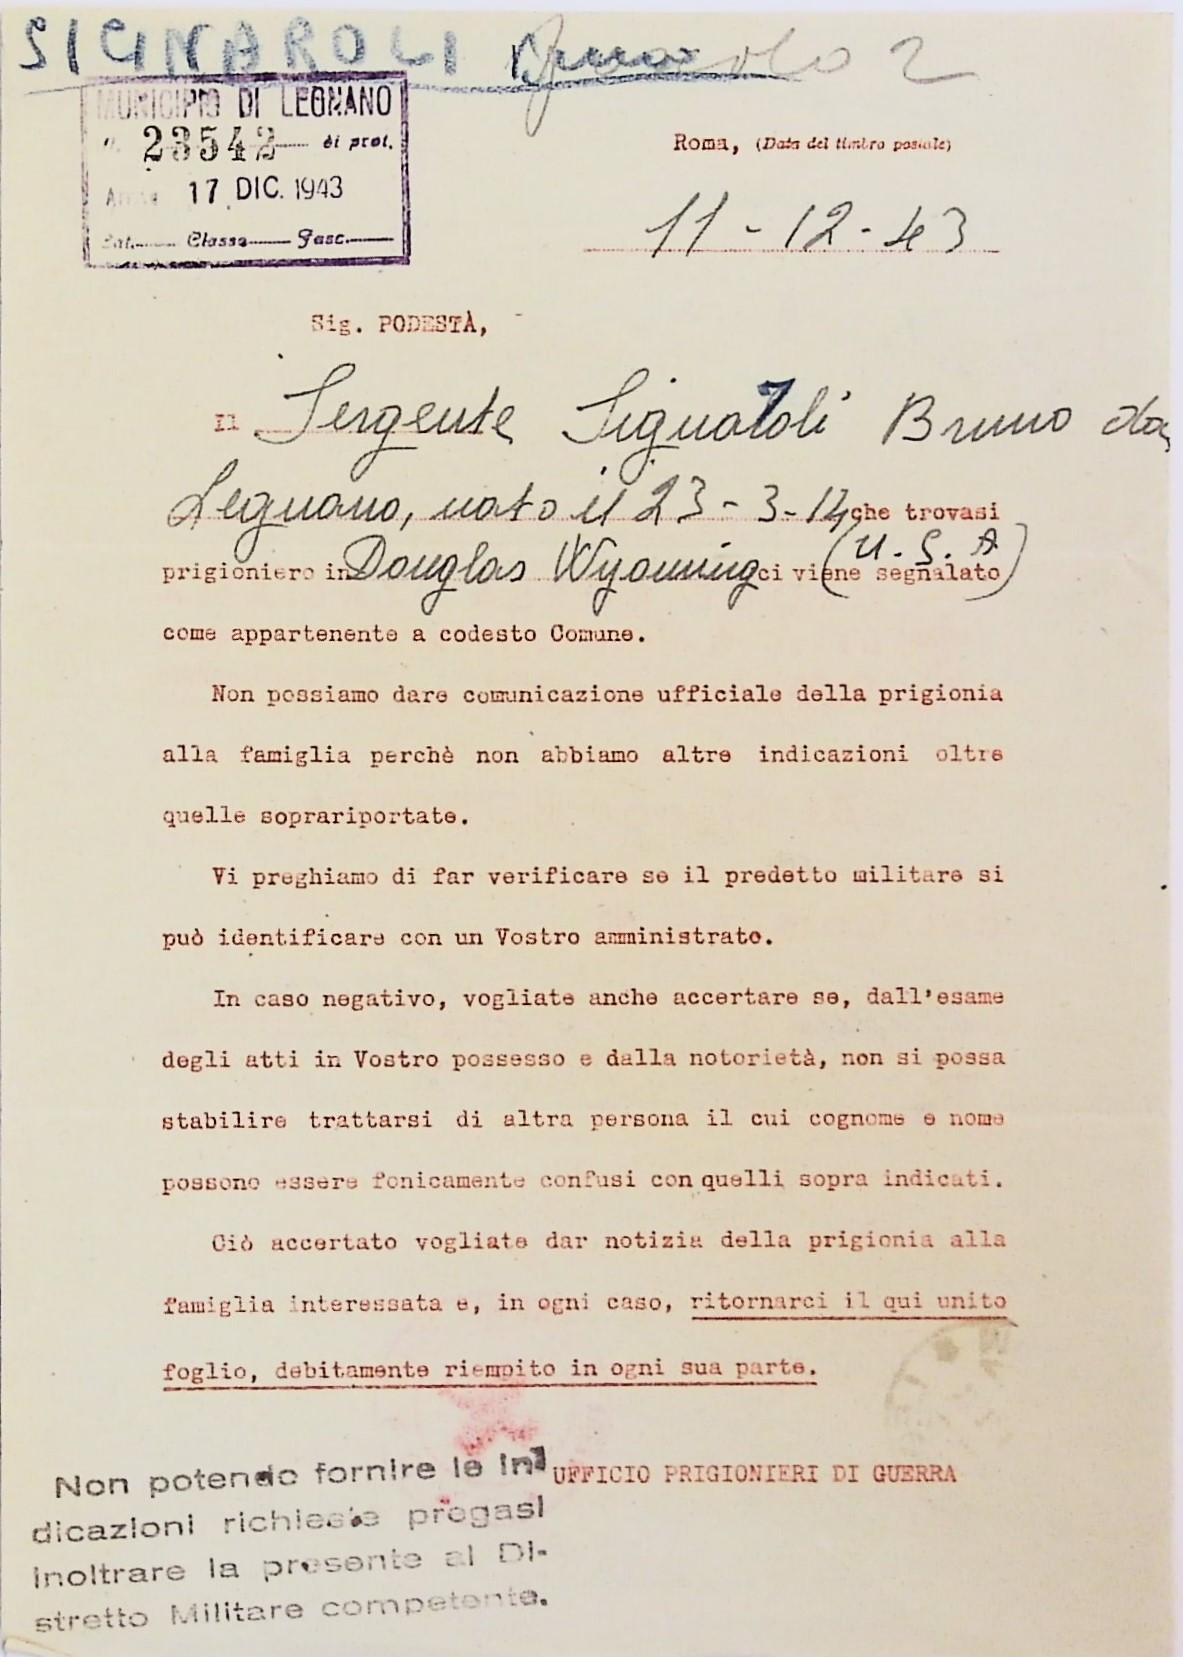 SICINAROLI Bruno
MUNICIPIO DI LEGNANO
N. 23542 di prot.
17 DIC. 1943
Cat. Classe Fasc.
Roma, (Data del timbro postale)
11-12-43
Sig. PODESTÀ,
Il Sergente Signaroli Bruno da
Legnano, nato il 23-3-14 che trovasi
prigioniero in Douglas Wyoming (U.S.A) ci viene segnalato
come appartenente a codesto Comune.
Non possiamo dare comunicazione ufficiale della prigionia
alla famiglia perchè non abbiamo altre indicazioni oltre
quelle soprariportate.
Vi preghiamo di far verificare se il predetto militare si
può identificare con un Vostro amministrato.
In caso negativo, vogliate anche accertare se, dall'esame
degli atti in Vostro possesso e dalla notorietà, non si possa
stabilire trattarsi di altra persona il cui cognome e nome
possono essere fonicamente confusi con quelli sopra indicati.
Ciò accertato vogliate dar notizia della prigionia alla
famiglia interessata e, in ogni caso, ritornarci il qui unito
foglio, debitamente riempito in ogni sua parte.
UFFICIO PRIGIONIERI DI GUERRA
Non potendo fornire le in-
dicazioni richieste pregasi
inoltrare la presente al Di-
stretto Militare competente.